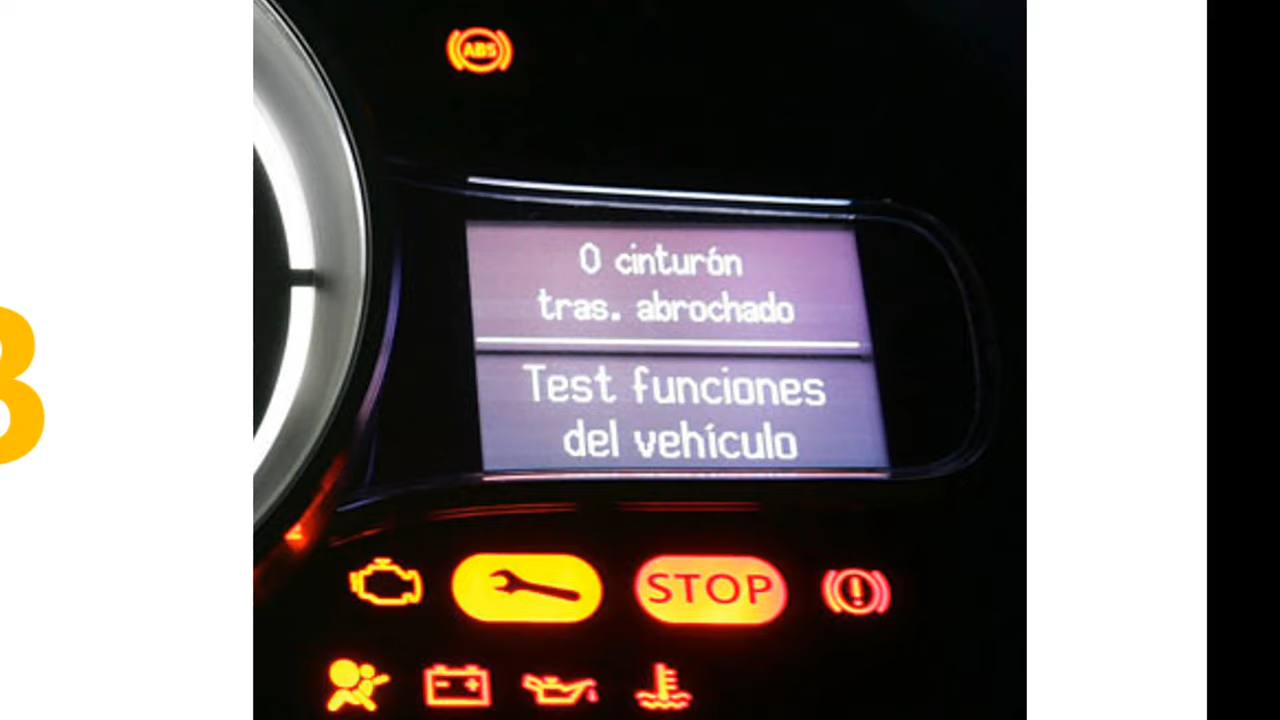 ABS
0 cinturón
tras. abrochado
Test funciones
del vehículo
STOP